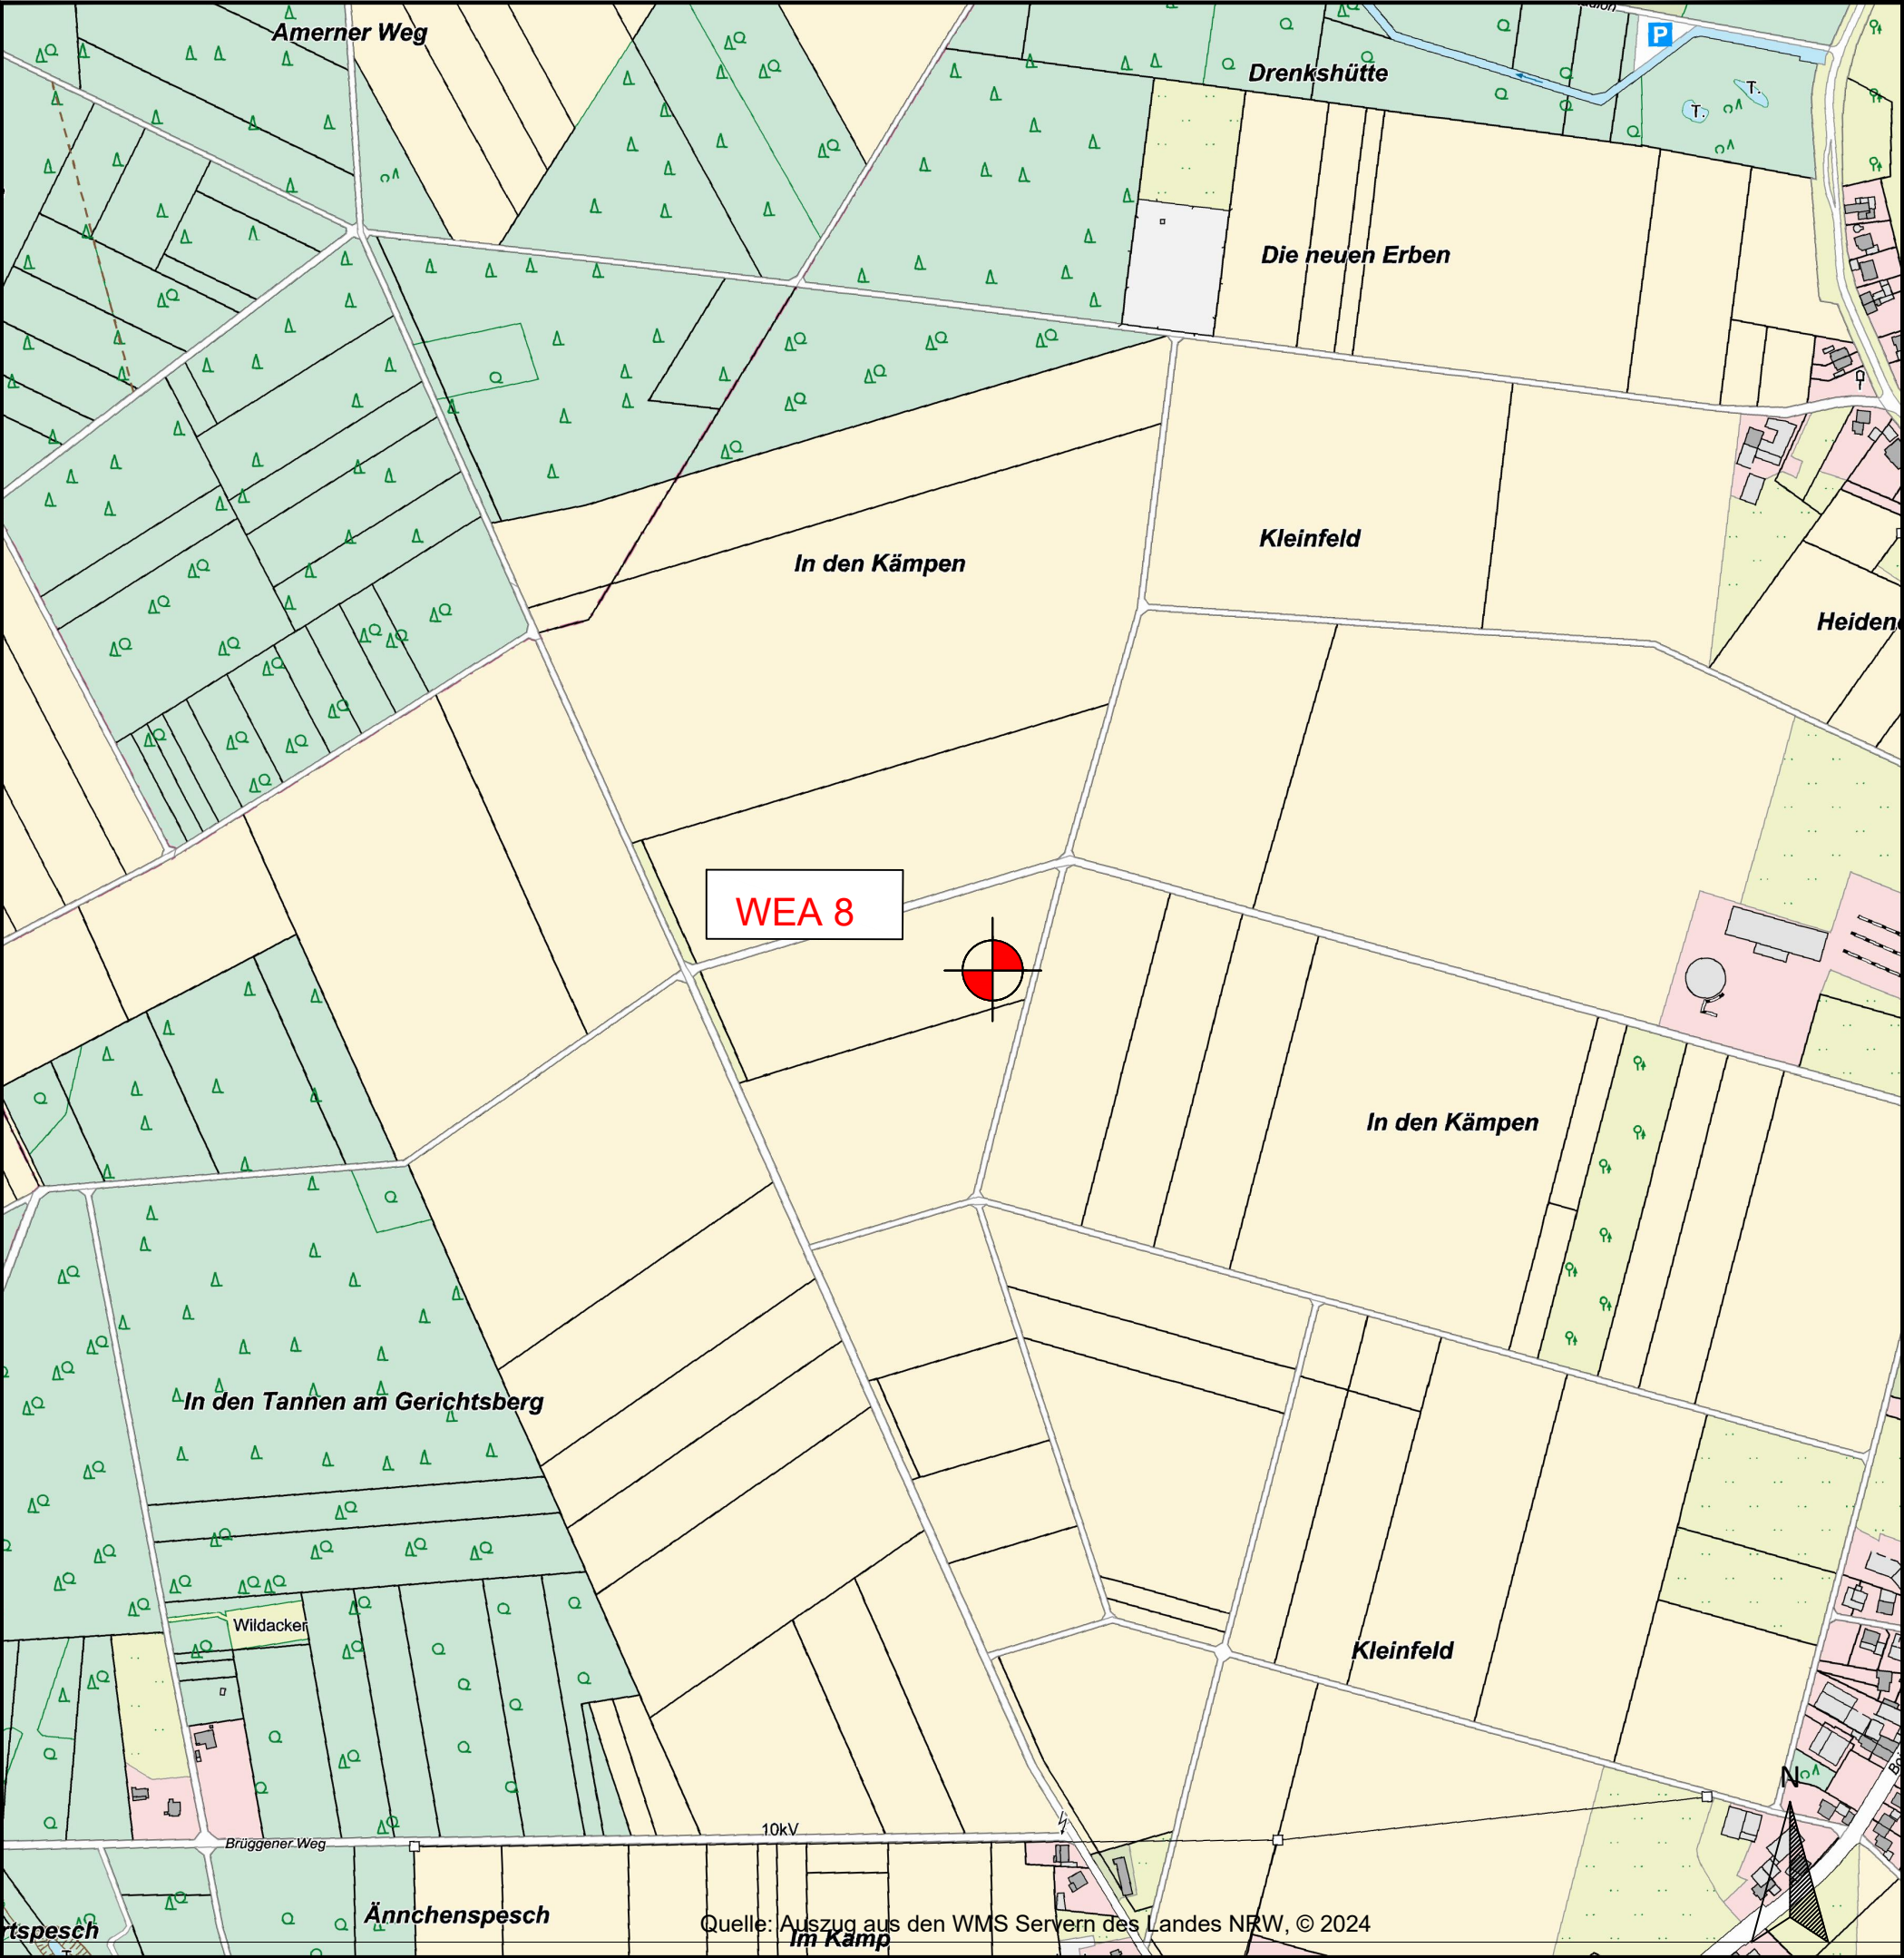 Amerner Weg
P
Drenkshütte
T.
T.
Die neuen Erben
Kleinfeld
In den Kämpen
WEA 8
In den Kämpen
In den Tannen am Gerichtsberg
Wildacker
Kleinfeld
N
10kV
Brüggener Weg
Ännchenspesch
Quelle: Auszug aus den WMS Servern des Landes NRW, © 2024
Im Kamp